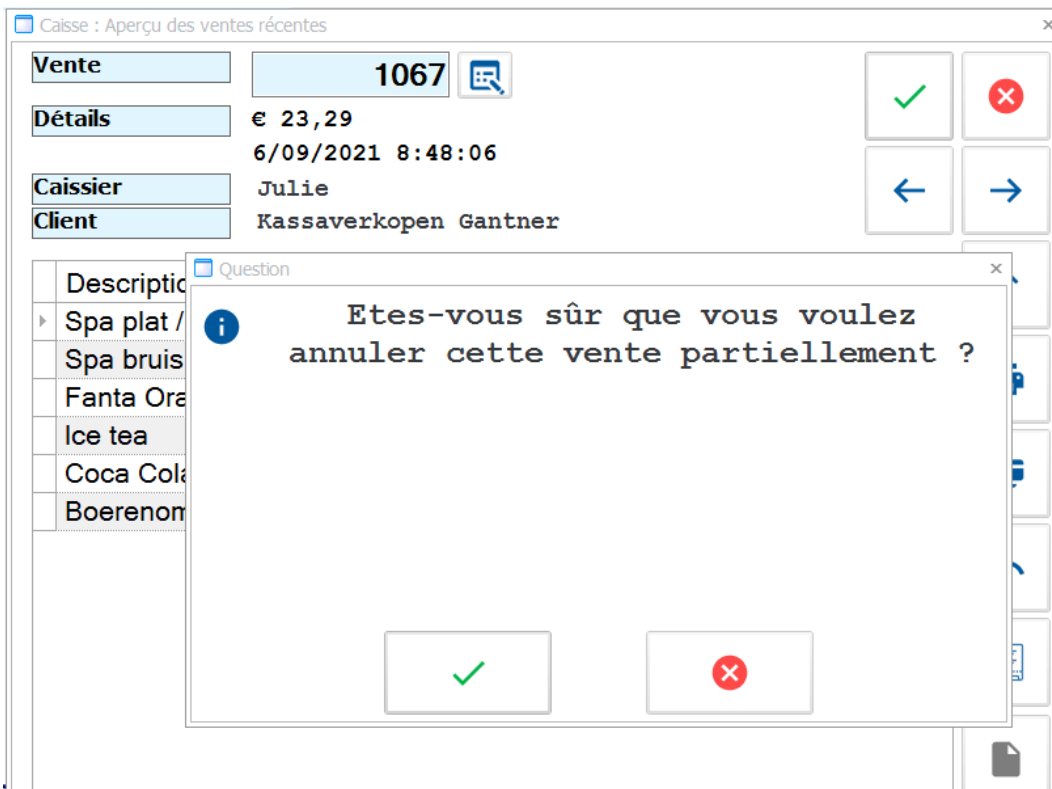 Caisse : Aperçu des ventes récentes
Vente
1067
Détails
€ 23,29
6/09/2021 8:48:06
Caissier
Julie
Client
Kassaverkopen Gantner
Descriptio
Question
Etes-vous sûr que vous voulez
annuler cette vente partiellement ?
Spa plat /
Spa bruis
Fanta Ora
Ice tea
Coca Cola
Boerenom